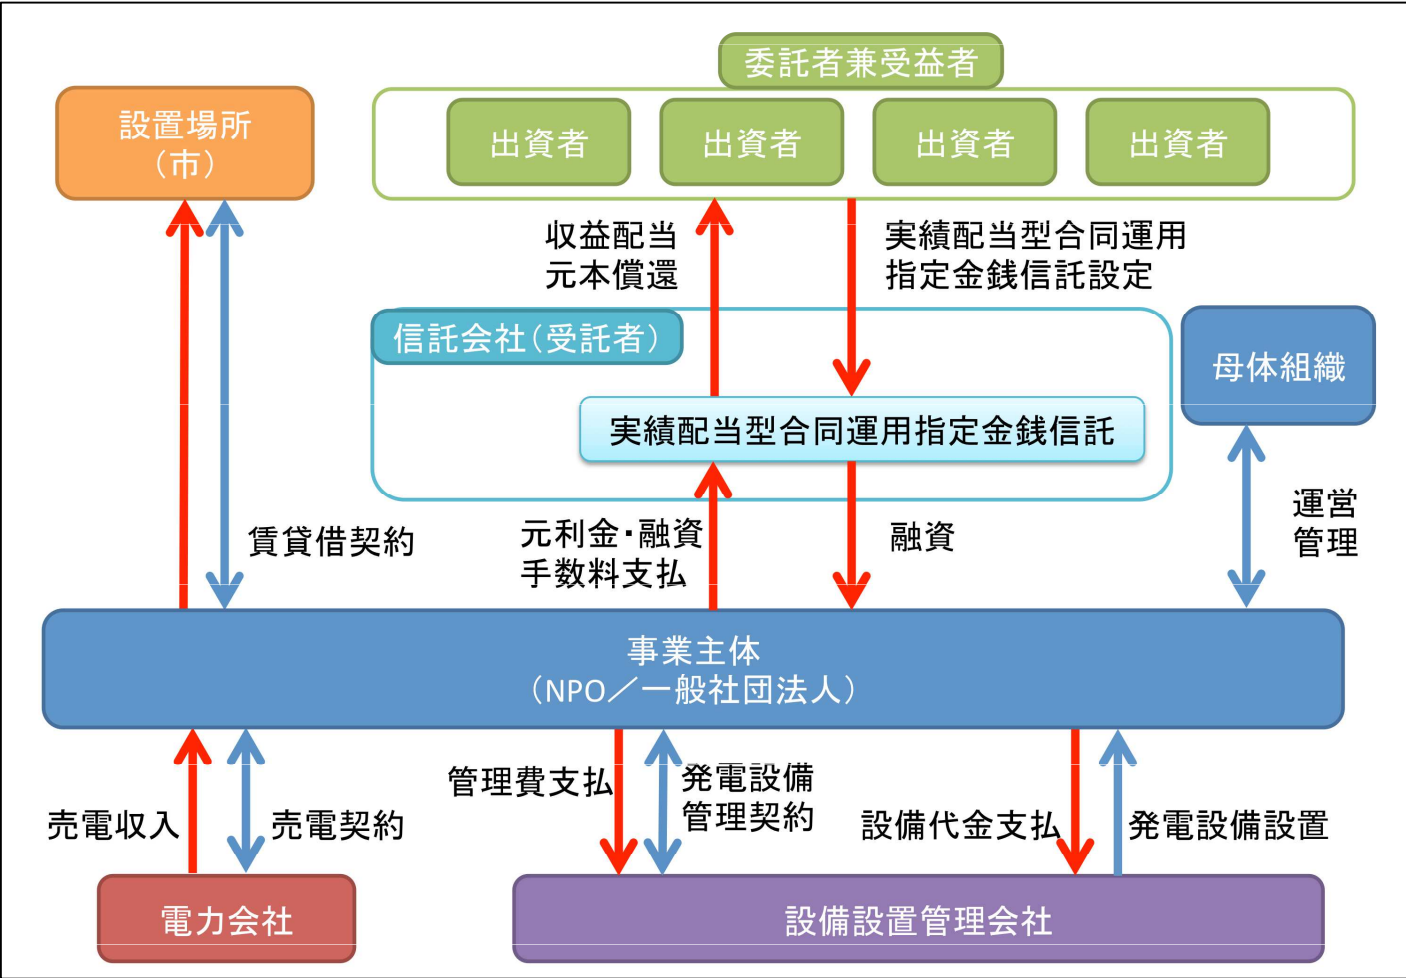 委託者兼受益者
設置場所
（市）
出資者
出資者
出資者
出資者
収益配当
元本償還
実績配当型合同運用
指定金銭信託設定
信託会社（受託者）
母体組織
実績配当型合同運用指定金銭信託
賃貸借契約
元利金・融資
手数料支払
融資
運営
管理
事業主体
（NPO／一般社団法人）
売電収入
売電契約
管理費支払
発電設備
管理契約
設備代金支払
発電設備設置
電力会社
設備設置管理会社